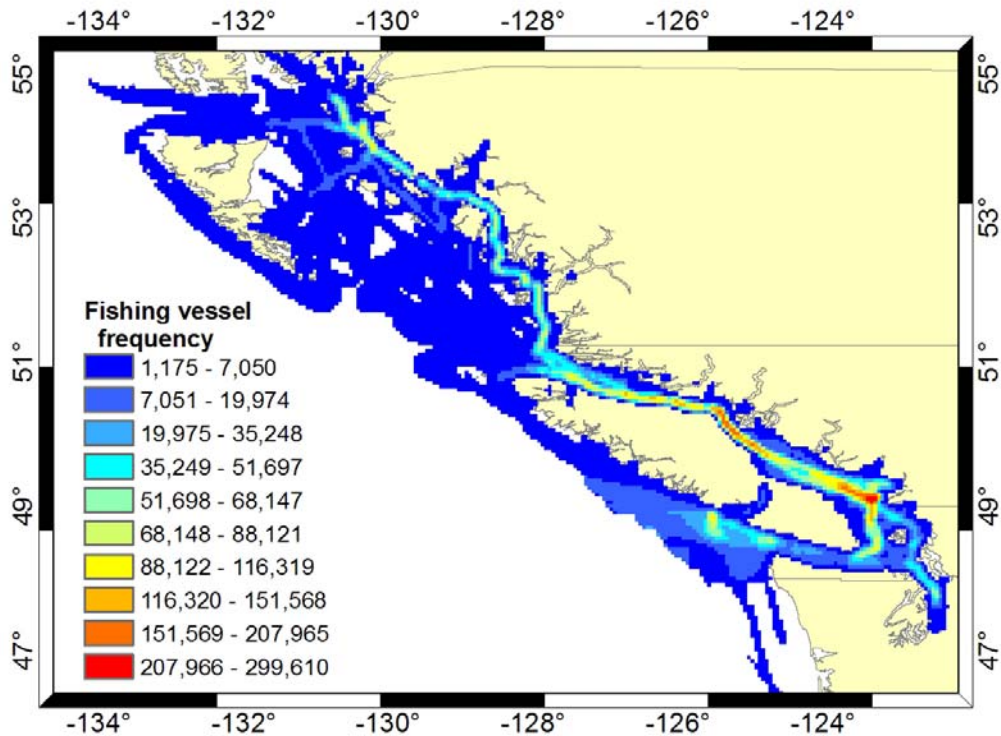 -134° -132° -130° -128° -126° -124°
55° 55°
53° 53°
Fishing vessel
frequency
1,175 - 7,050
7,051 - 19,974
51° 51°
19,975 - 35,248
35,249 - 51,697
51,698 - 68,147
49° 49°
68,148 - 88,121
88,122 - 116,319
116,320 - 151,568
151,569 - 207,965
47° 47°
207,966 - 299,610
-134° -132° -130° -128° -126° -124°